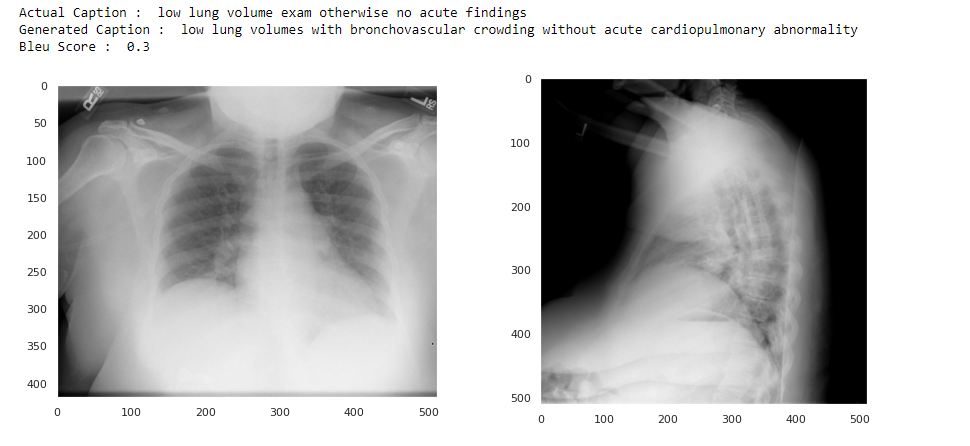 Actual Caption :  low lung volume exam otherwise no acute findings
Generated Caption :  low lung volumes with bronchovascular crowding without acute cardiopulmonary abnormality
Bleu Score :  0.3
0
50
100
150
200
250
300
350
400
0 100 200 300 400 500
0
100
200
300
400
500
0 100 200 300 400 500
L